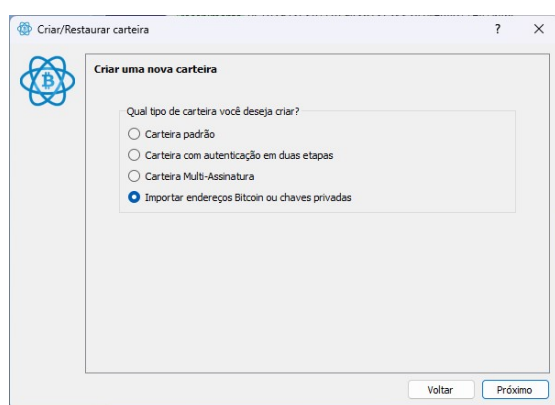 Criar/Restaurar carteira
?
Criar uma nova carteira
Qual tipo de carteira você deseja criar?
Carteira padrão
Carteira com autenticação em duas etapas
Carteira Multi-Assinatura
Importar endereços Bitcoin ou chaves privadas
Voltar
Próximo